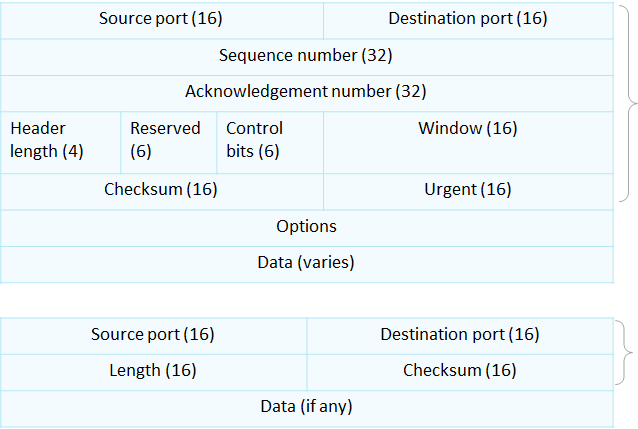 Source port (16) Destination port (16)
Sequence number (32)
Acknowledgement number (32)
Header length (4) Reserved (6) Control bits (6) Window (16)
Checksum (16) Urgent (16)
Options
Data (varies)
Source port (16) Destination port (16)
Length (16) Checksum (16)
Data (if any)